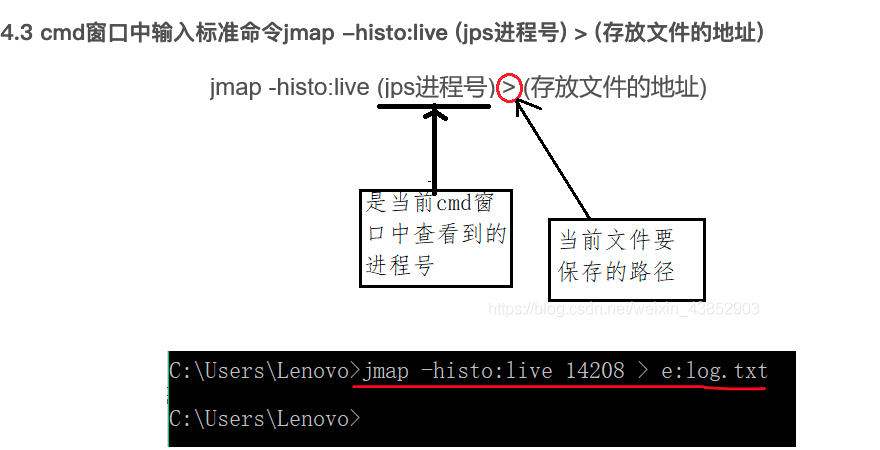 4.3 cmd窗口中输入标准命令jmap -histo:live (jps进程号) > (存放文件的地址)
jmap -histo:live (jps进程号) > (存放文件的地址)
是当前cmd窗
口中查看到的
进程号
当前文件要
保存的路径
https://blog.csdn.net/weixin_43852903
C:\Users\Lenovo>jmap -histo:live 14208 > e:log.txt
C:\Users\Lenovo>